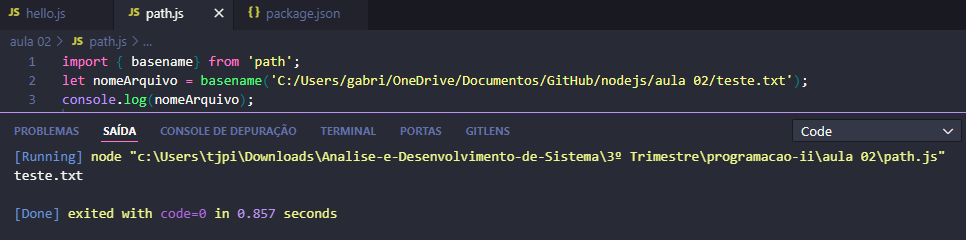 JS hello.js JS path.js × {} package.json
aula 02 > JS path.js > ...
1 import { basename} from 'path';
2 let nomeArquivo = basename('C:/Users/gabri/OneDrive/Documentos/GitHub/nodejs/aula 02/teste.txt');
3 console.log(nomeArquivo);
PROBLEMAS SAÍDA CONSOLE DE DEPURAÇÃO TERMINAL PORTAS GITLENS Code
[Running] node "c:\Users\tjpi\Downloads\Analise-e-Desenvolvimento-de-Sistema\3º Trimestre\programacao-ii\aula 02\path.js"
teste.txt
[Done] exited with code=0 in 0.857 seconds